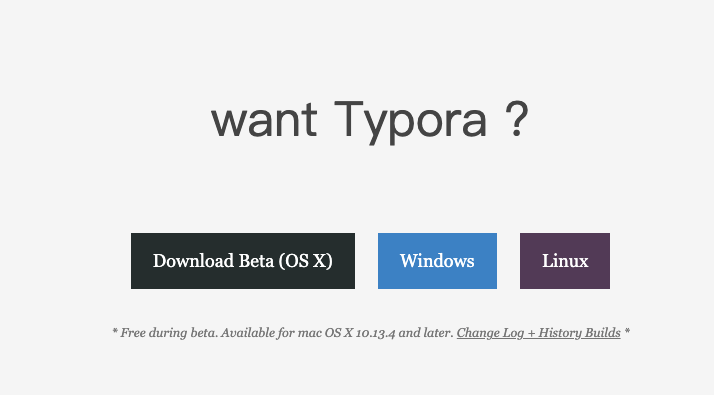 want Typora ?
Download Beta (OS X)
Windows
Linux
* Free during beta. Available for mac OS X 10.13.4 and later. Change Log + History Builds *